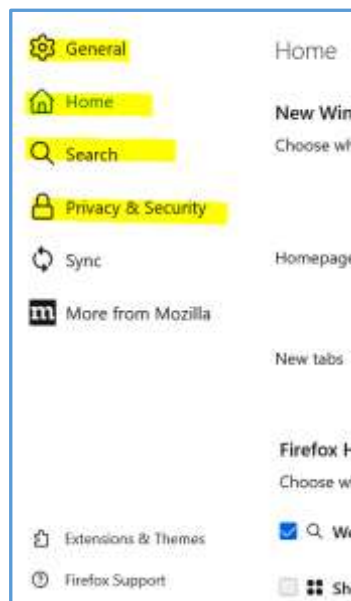 General
Home
Search
Privacy & Security
Sync
m More from Mozilla
Extensions & Themes
Firefox Support
Home
New Win
Choose wh
Homepage
New tabs
Firefox H
Choose w
We
Sh